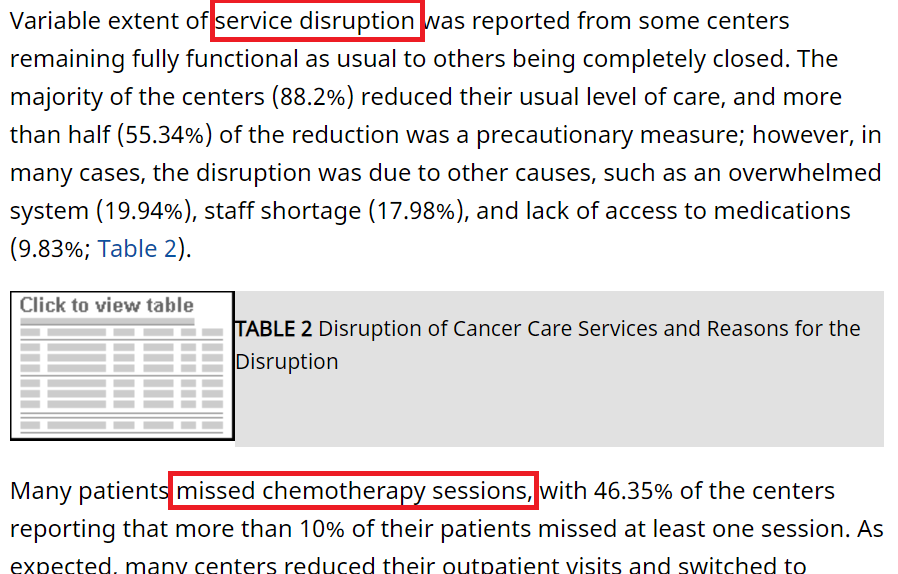 Variable extent of service disruption was reported from some centers
remaining fully functional as usual to others being completely closed. The
majority of the centers (88.2%) reduced their usual level of care, and more
than half (55.34%) of the reduction was a precautionary measure; however, in
many cases, the disruption was due to other causes, such as an overwhelmed
system (19.94%), staff shortage (17.98%), and lack of access to medications
(9.83%; Table 2).
Click to view table
TABLE 2 Disruption of Cancer Care Services and Reasons for the
Disruption
Many patients missed chemotherapy sessions, with 46.35% of the centers
reporting that more than 10% of their patients missed at least one session. As
expected, many centers reduced their outpatient visits and switched to